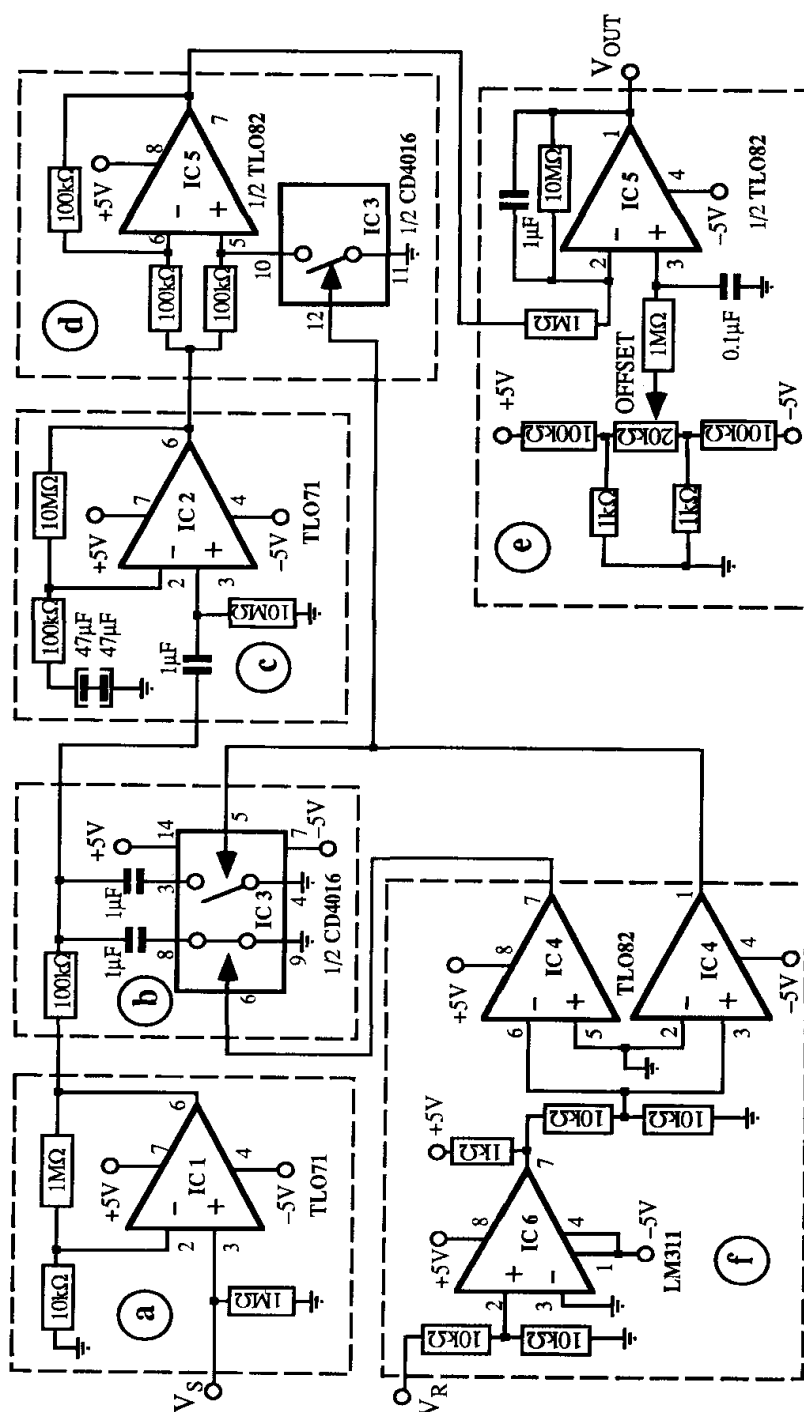 a
V_S
10kΩ
1MΩ
+5V
7
2
IC 1
6
3
4
−5V
TLO71
1MΩ
b
100kΩ
1μF
1μF
+5V
14
8
3
5
IC 3
6
9
4
7
−5V
1/2 CD4016
c
47μF
47μF
100kΩ
10MΩ
+5V
7
2
IC 2
6
3
4
−5V
TLO71
1μF
10MΩ
d
100kΩ
+5V
8
100kΩ
6
IC 5
7
100kΩ
5
1/2 TLO82
10
IC 3
12
11
1/2 CD4016
e
+5V
100kΩ
OFFSET
20kΩ
1kΩ
1kΩ
100kΩ
−5V
1MΩ
1MΩ
0.1μF
1μF
10MΩ
2
IC 5
1
3
4
−5V
1/2 TLO82
V_OUT
f
V_R
10kΩ
10kΩ
+5V
8
2
IC 6
7
3
1
4
−5V
LM311
+5V
1kΩ
10kΩ
10kΩ
+5V
8
6
IC 4
7
5
TLO82
2
IC 4
1
3
4
−5V